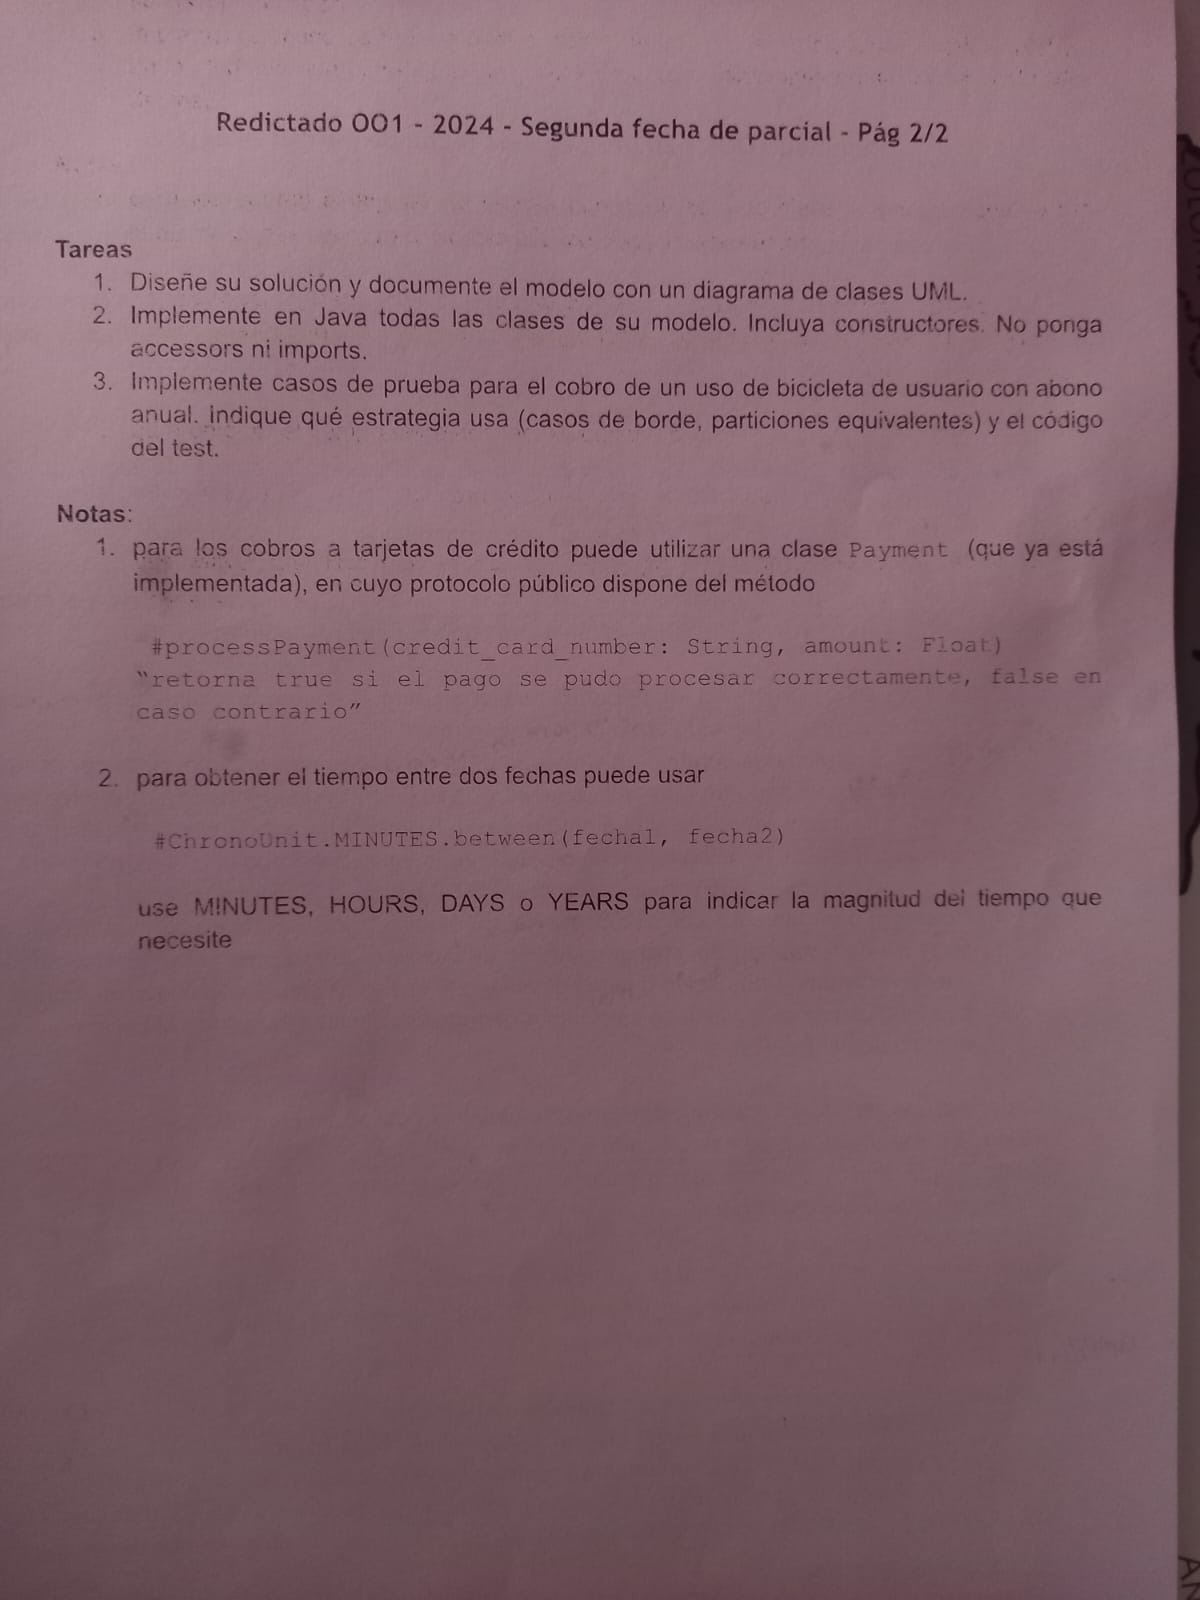 Redictado OO1 - 2024 - Segunda fecha de parcial - Pág 2/2
Tareas
1. Diseñe su solución y documente el modelo con un diagrama de clases UML.
2. Implemente en Java todas las clases de su modelo. Incluya constructores. No ponga
accessors ni imports.
3. Implemente casos de prueba para el cobro de un uso de bicicleta de usuario con abono
anual. Indique qué estrategia usa (casos de borde, particiones equivalentes) y el código
del test.
Notas:
1. para los cobros a tarjetas de crédito puede utilizar una clase Payment (que ya está
implementada), en cuyo protocolo público dispone del método
#processPayment(credit_card_number: String, amount: Float)
“retorna true si el pago se pudo procesar correctamente, false en
caso contrario”
2. para obtener el tiempo entre dos fechas puede usar
#ChronoUnit.MINUTES.between(fecha1, fecha2)
use MINUTES, HOURS, DAYS o YEARS para indicar la magnitud del tiempo que
necesite